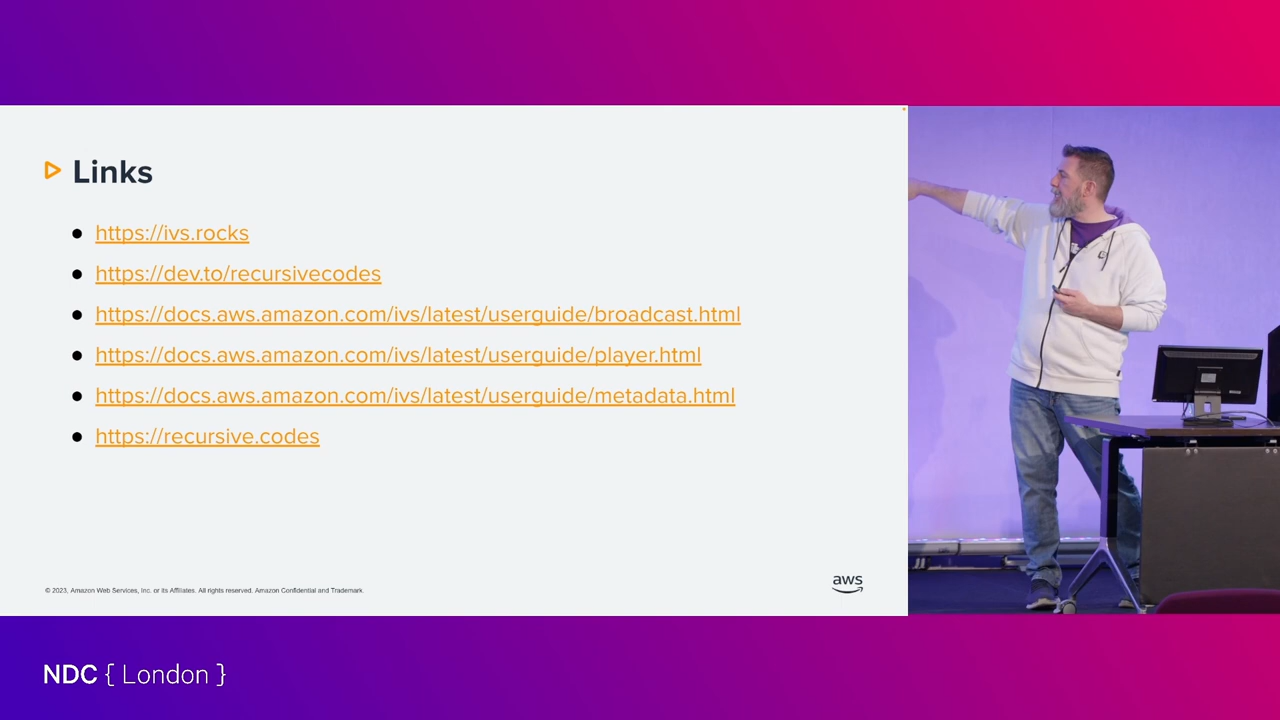 Links
https://ivs.rocks
https://dev.to/recursivecodes
https://docs.aws.amazon.com/ivs/latest/userguide/broadcast.html
https://docs.aws.amazon.com/ivs/latest/userguide/player.html
https://docs.aws.amazon.com/ivs/latest/userguide/metadata.html
https://recursive.codes
© 2023, Amazon Web Services, Inc. or its Affiliates. All rights reserved. Amazon Confidential and Trademark.
aws
NDC { London }